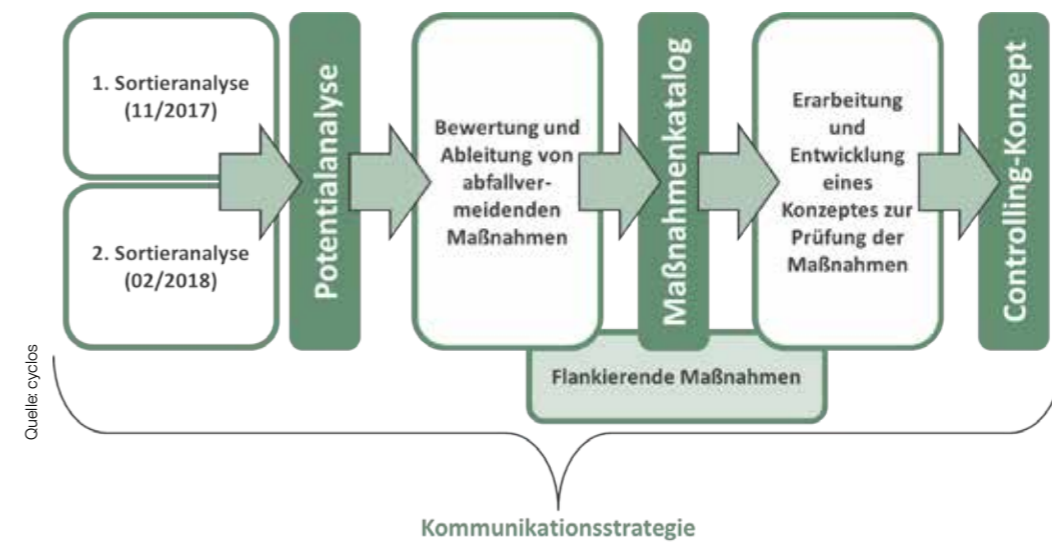 1. Sortieranalyse
(11/2017)
2. Sortieranalyse
(02/2018)
Potentialanalyse
Bewertung und
Ableitung von
abfallver-
meidenden
Maßnahmen
Maßnahmenkatalog
Erarbeitung
und
Entwicklung
eines
Konzeptes zur
Prüfung der
Maßnahmen
Controlling-Konzept
Flankierende Maßnahmen
Quelle: cyclos
Kommunikationsstrategie